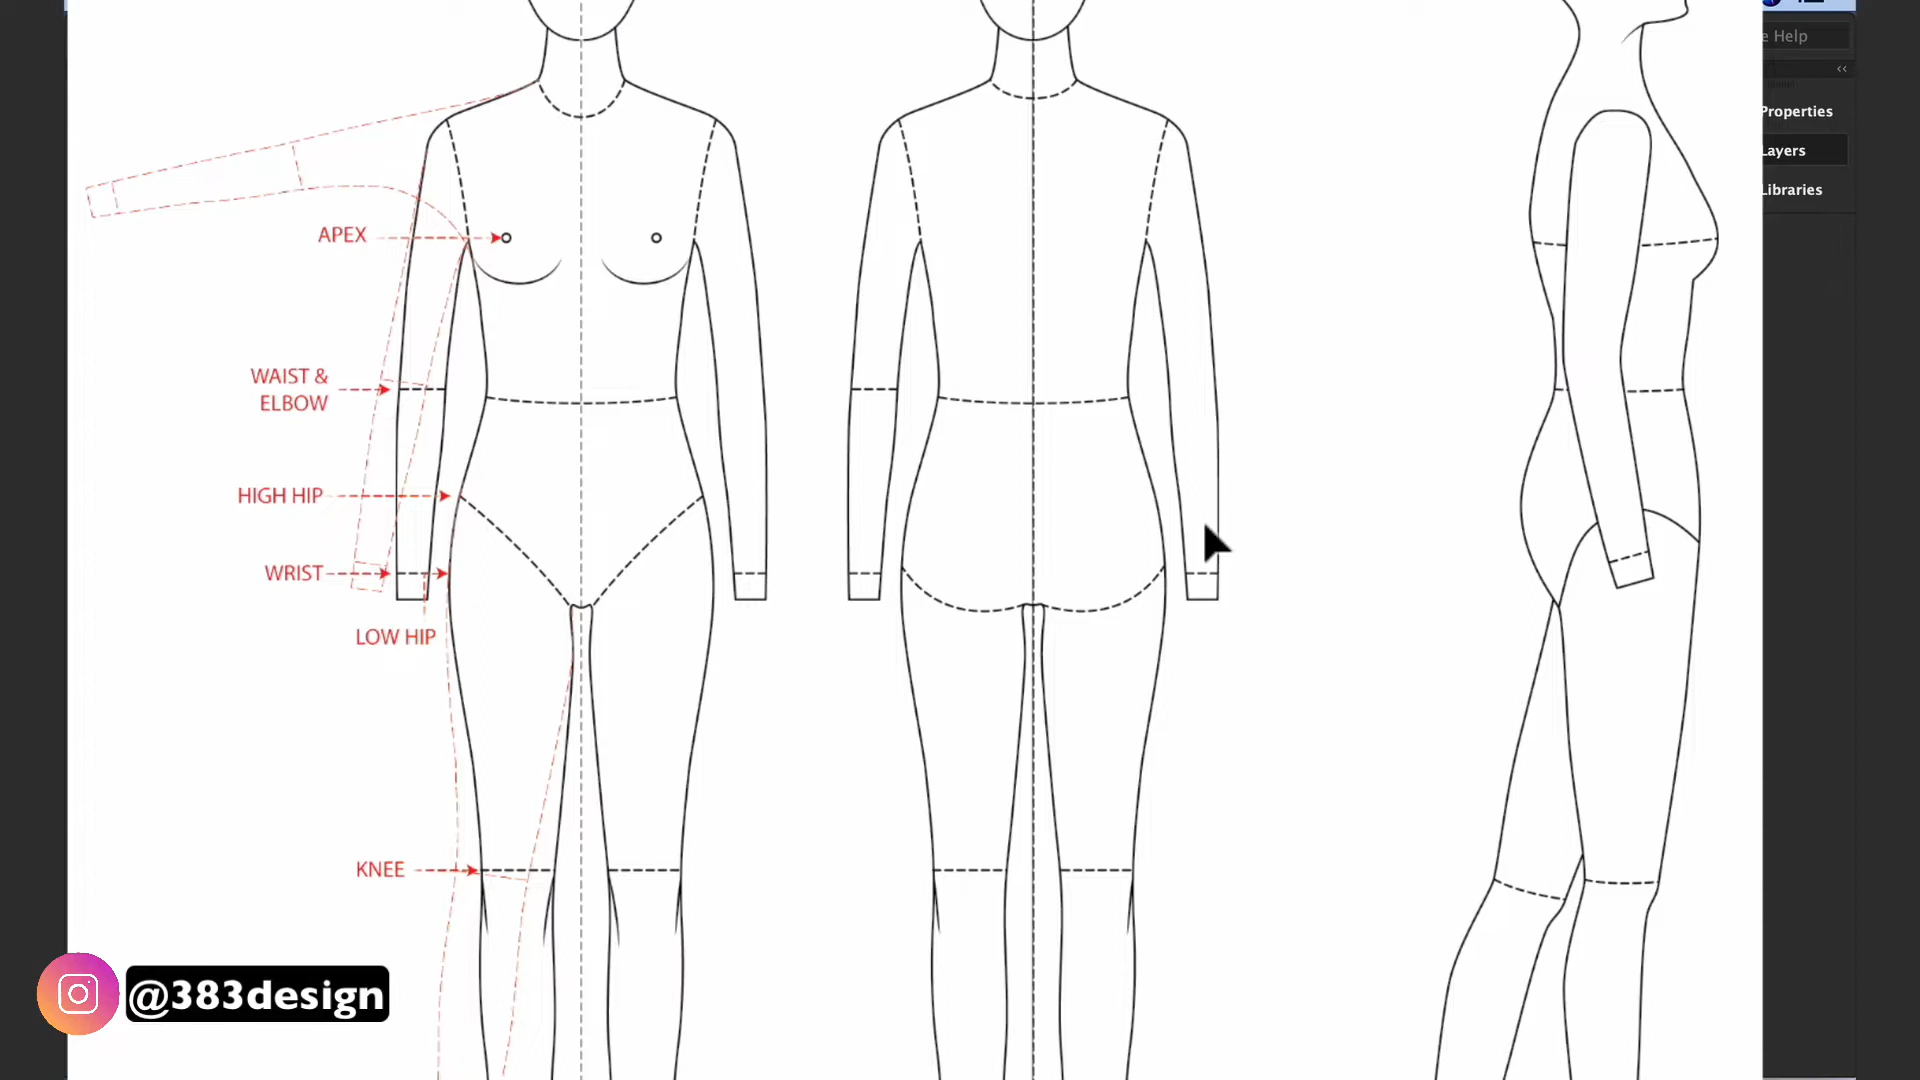 e Help
Properties
Layers
Libraries
APEX
WAIST &
ELBOW
HIGH HIP
WRIST
LOW HIP
KNEE
@383design